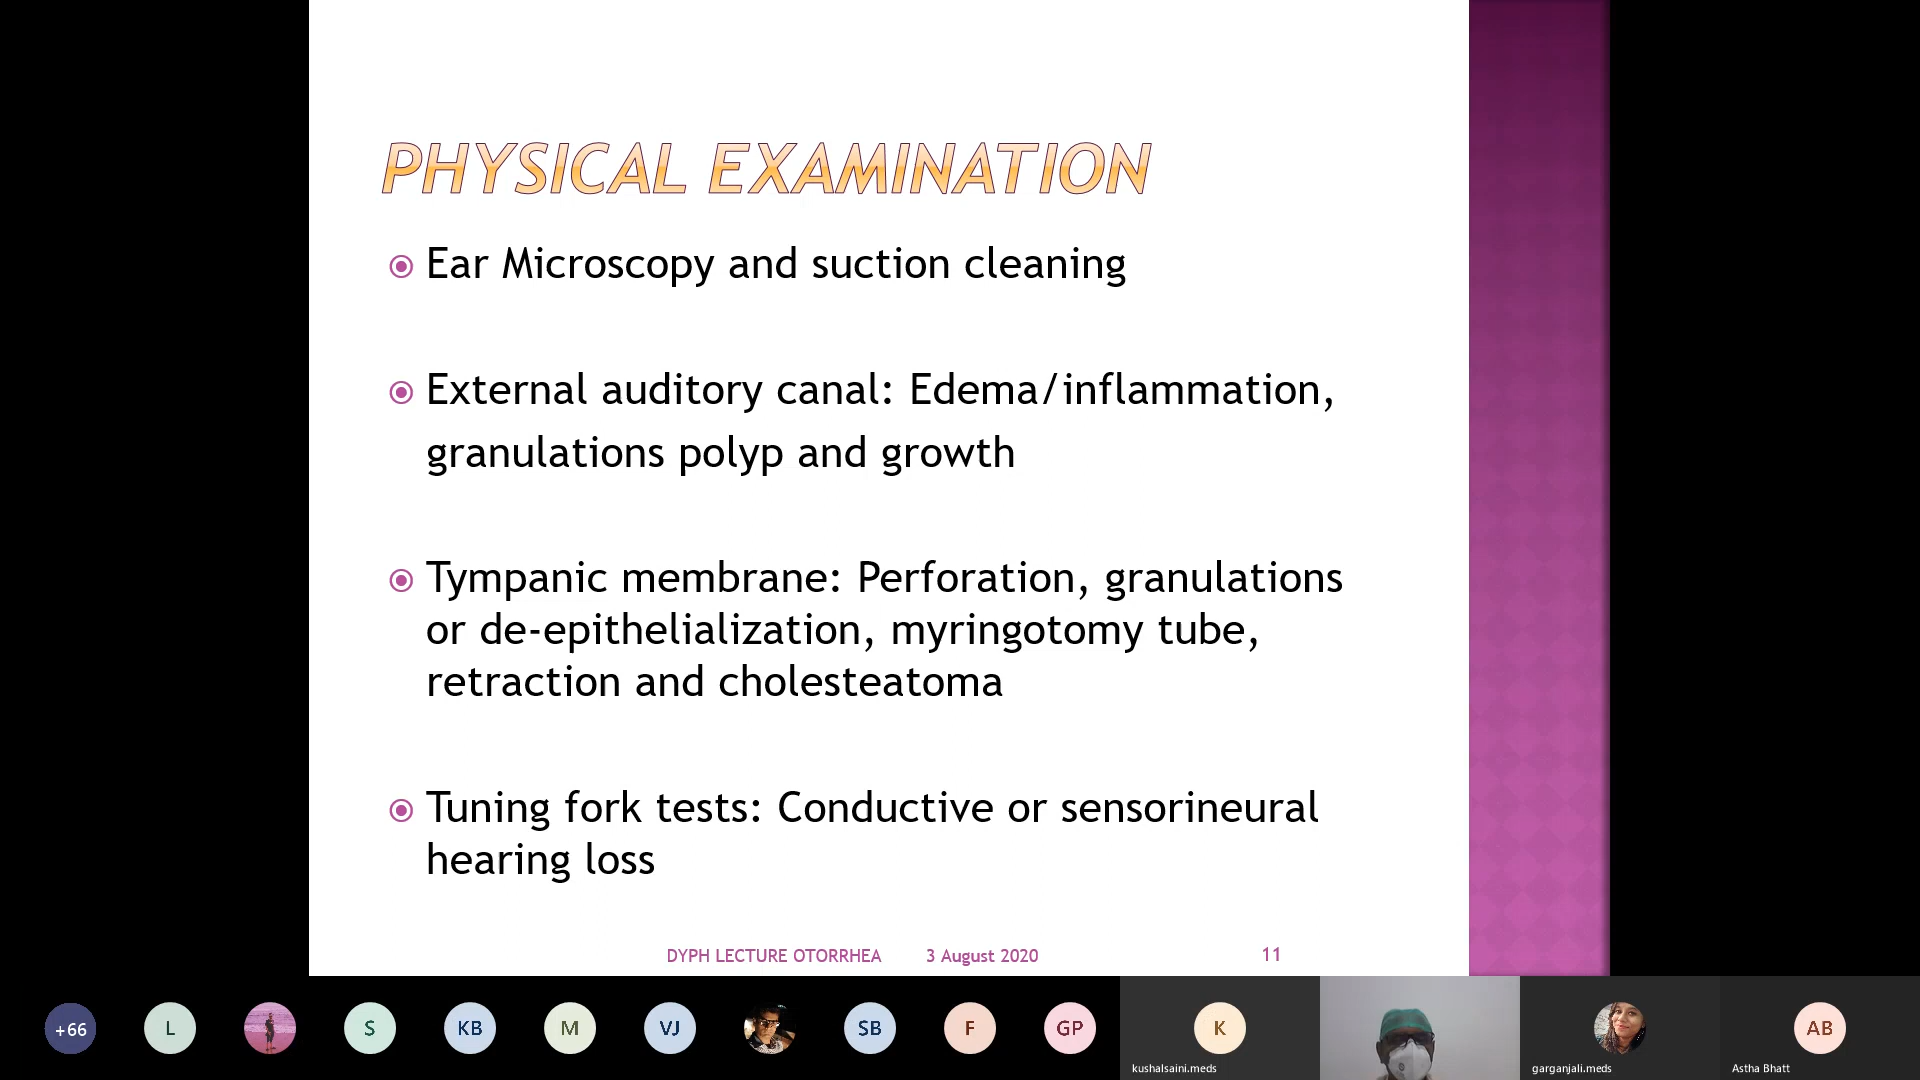 PHYSICAL EXAMINATION
Ear Microscopy and suction cleaning
External auditory canal: Edema/inflammation,
granulations polyp and growth
Tympanic membrane: Perforation, granulations
or de-epithelialization, myringotomy tube,
retraction and cholesteatoma
Tuning fork tests: Conductive or sensorineural
hearing loss
DYPH LECTURE OTORRHEA 3 August 2020 11
+66 L S KB M VJ SB F GP K AB
kushalsaini.meds garganjali.meds Astha Bhatt